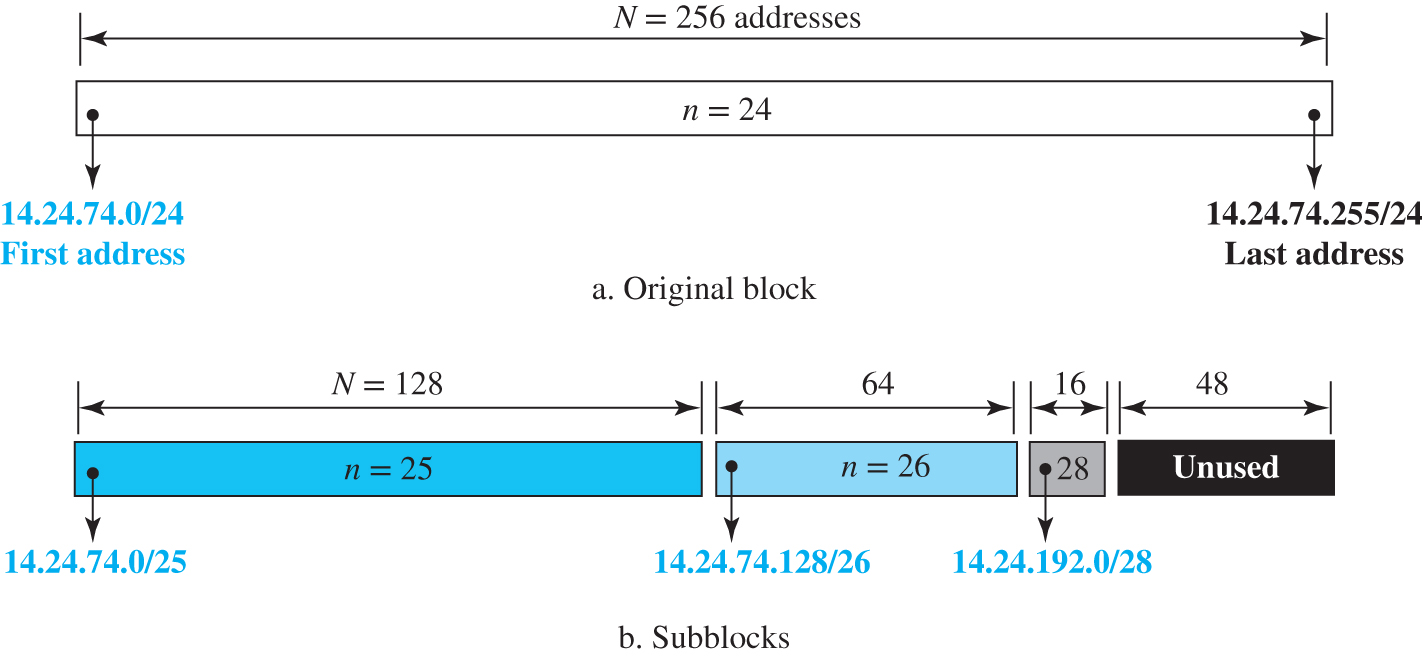 N = 256 addresses
n = 24
14.24.74.0/24
First address
14.24.74.255/24
Last address
a. Original block
N = 128
64
16
48
n = 25
n = 26
28
Unused
14.24.74.0/25
14.24.74.128/26
14.24.192.0/28
b. Subblocks